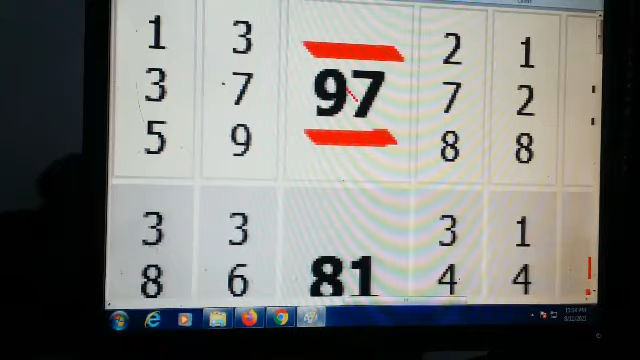 1 3 2 1
3 7 97 7 2
5 9 8 8
3 3 3 1
8 6 81 4 4